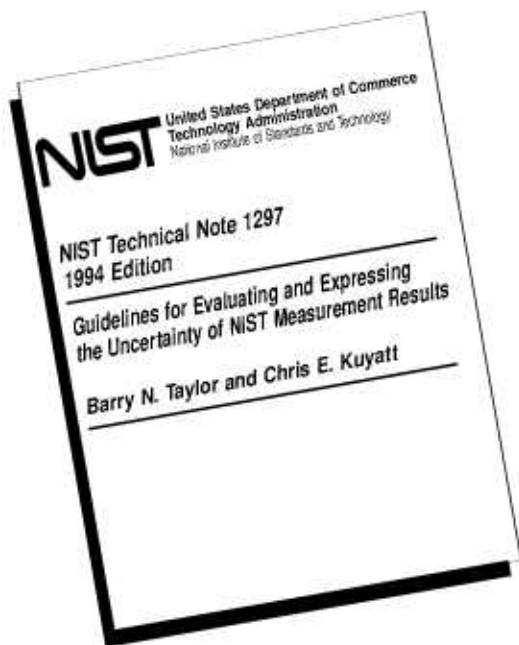 NIST
United States Department of Commerce
Technology Administration
National Institute of Standards and Technology
NIST Technical Note 1297
1994 Edition
Guidelines for Evaluating and Expressing
the Uncertainty of NIST Measurement Results
Barry N. Taylor and Chris E. Kuyatt